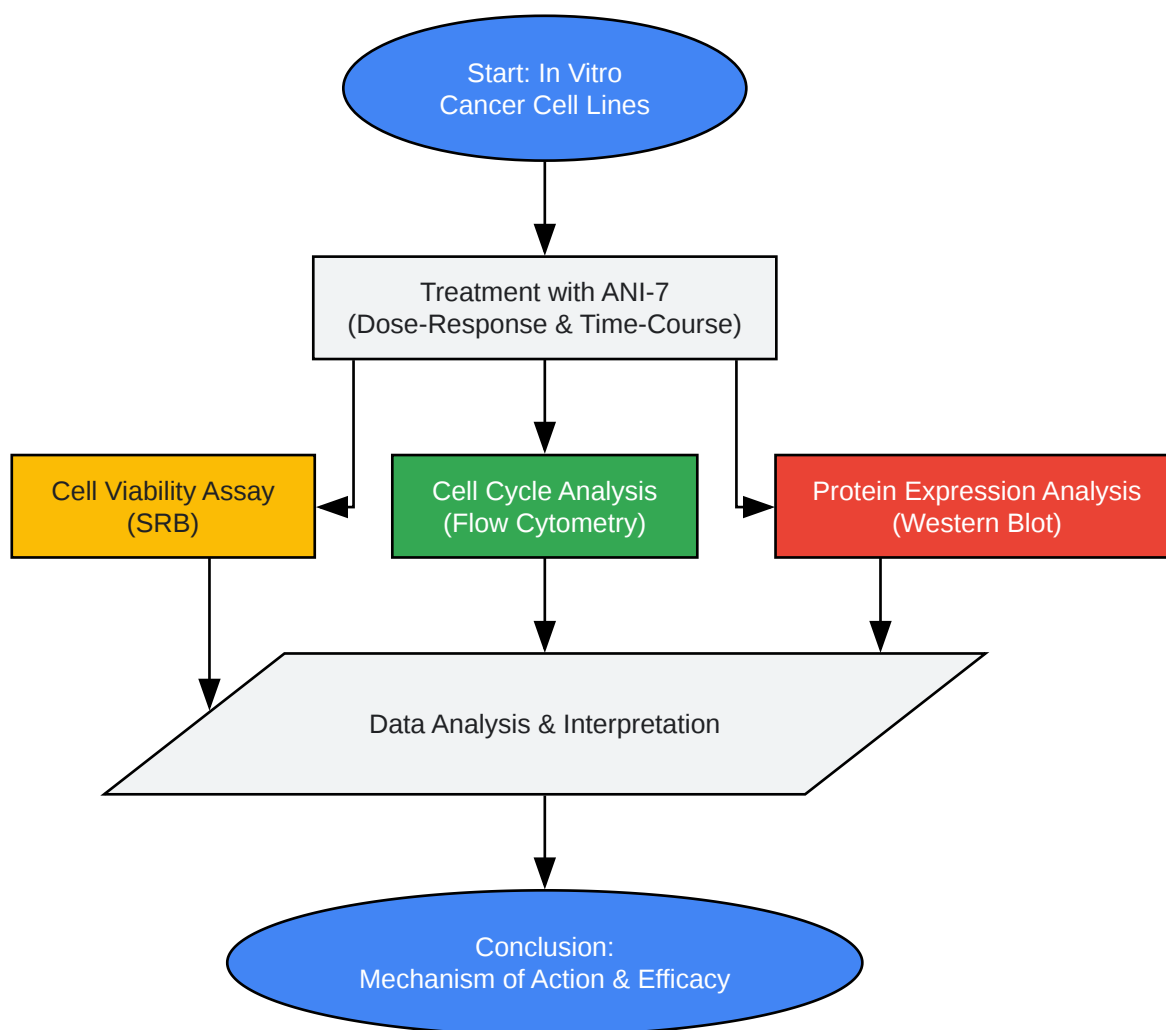 Start: In Vitro
Cancer Cell Lines
Treatment with ANI-7
(Dose-Response & Time-Course)
Cell Viability Assay
(SRB)
Cell Cycle Analysis
(Flow Cytometry)
Protein Expression Analysis
(Western Blot)
Data Analysis & Interpretation
Conclusion:
Mechanism of Action & Efficacy